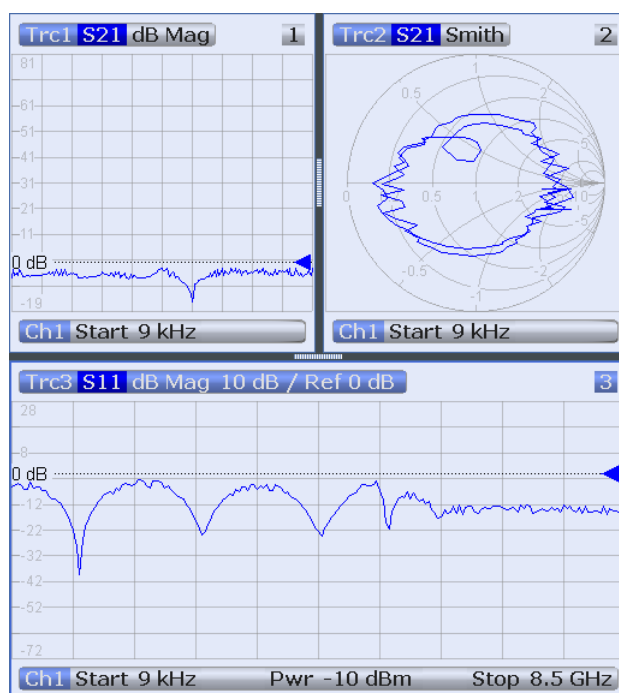 Trc1 S21 dB Mag 1
81
-61
-51
-41
-31
-21
-11
0 dB
-19
Ch1 Start 9 kHz
Trc2 S21 Smith 2
1
0.5
2
0 0.5 1 2 5 10
-0.5
-2
-1
Ch1 Start 9 kHz
Trc3 S11 dB Mag 10 dB / Ref 0 dB 3
28
-8
0 dB
-12
-22
-32
-42
-52
-72
Ch1 Start 9 kHz Pwr -10 dBm Stop 8.5 GHz